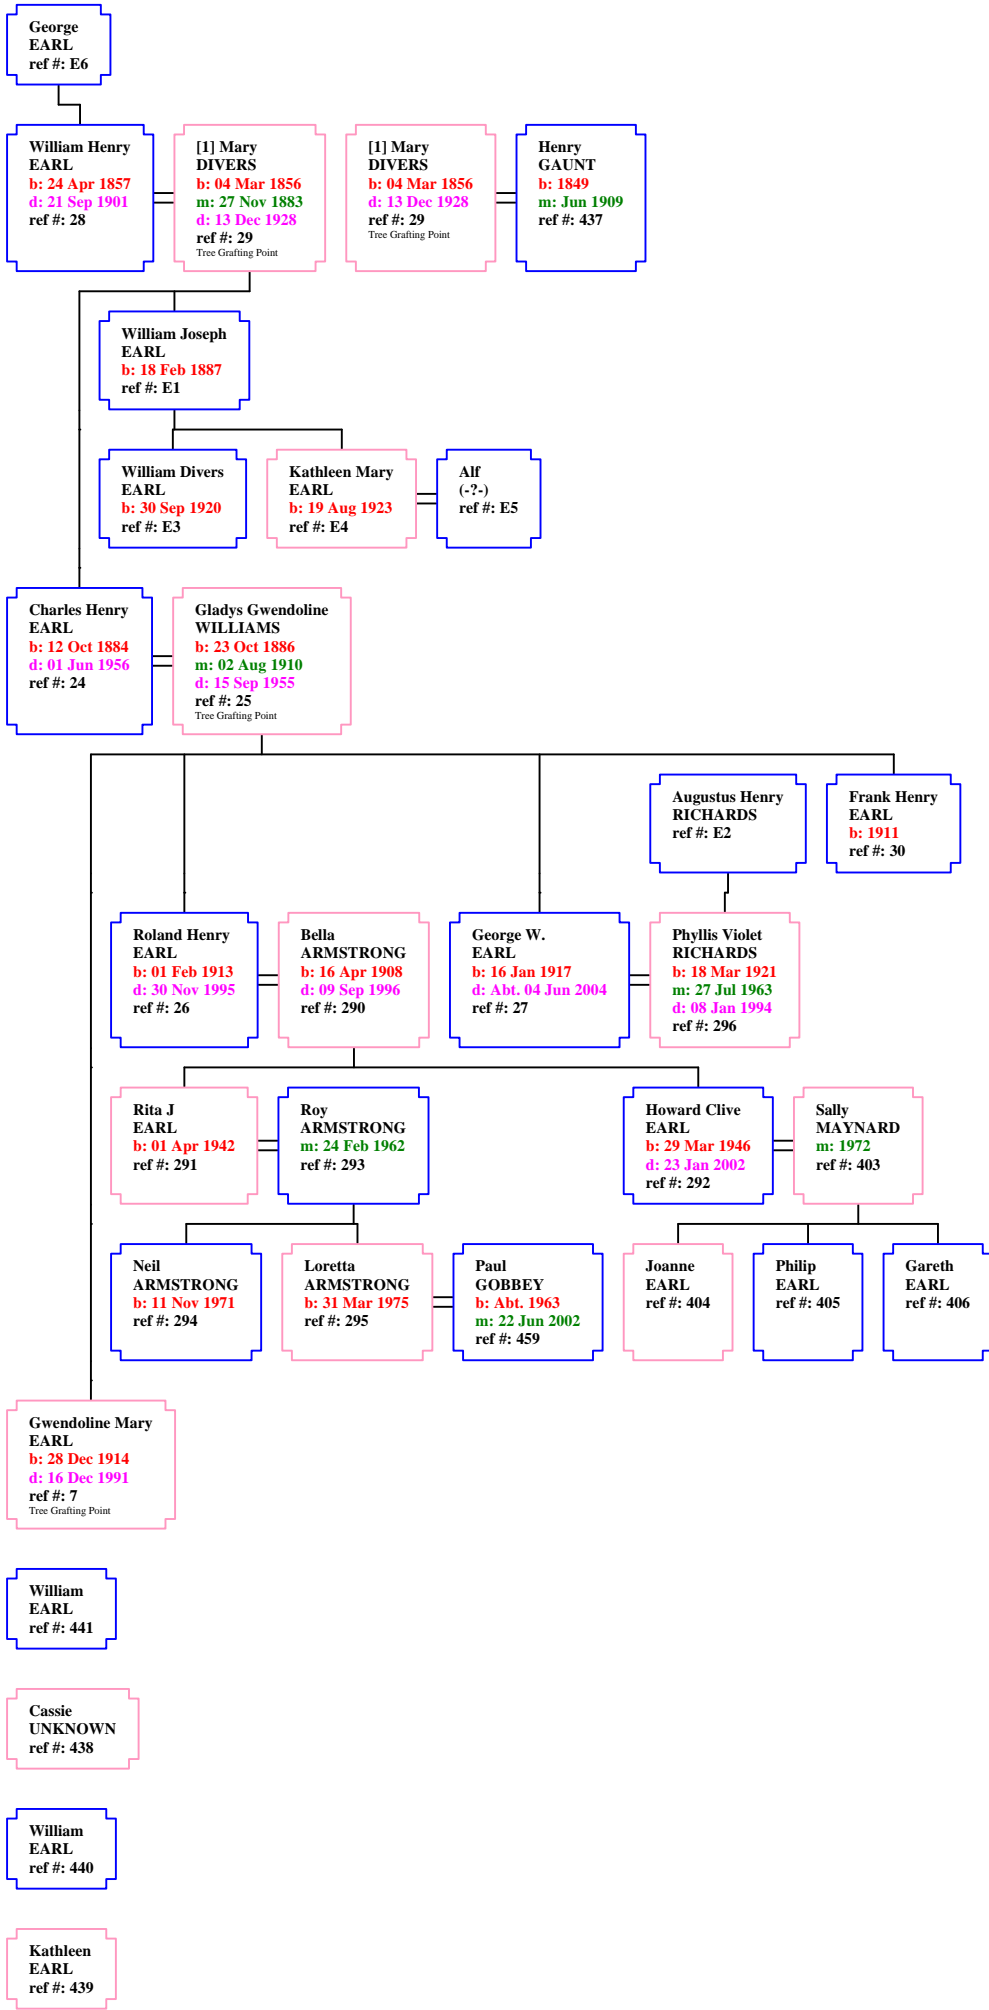 George
EARL
ref #: E6
William Henry
EARL
b: 24 Apr 1857
d: 21 Sep 1901
ref #: 28
[1] Mary
DIVERS
b: 04 Mar 1856
m: 27 Nov 1883
d: 13 Dec 1928
ref #: 29
Tree Grafting Point
[1] Mary
DIVERS
b: 04 Mar 1856
d: 13 Dec 1928
ref #: 29
Tree Grafting Point
Henry
GAUNT
b: 1849
m: Jun 1909
ref #: 437
William Joseph
EARL
b: 18 Feb 1887
ref #: E1
William Divers
EARL
b: 30 Sep 1920
ref #: E3
Kathleen Mary
EARL
b: 19 Aug 1923
ref #: E4
Alf
(-?-)
ref #: E5
Charles Henry
EARL
b: 12 Oct 1884
d: 01 Jun 1956
ref #: 24
Gladys Gwendoline
WILLIAMS
b: 23 Oct 1886
m: 02 Aug 1910
d: 15 Sep 1955
ref #: 25
Tree Grafting Point
Augustus Henry
RICHARDS
ref #: E2
Frank Henry
EARL
b: 1911
ref #: 30
Roland Henry
EARL
b: 01 Feb 1913
d: 30 Nov 1995
ref #: 26
Bella
ARMSTRONG
b: 16 Apr 1908
d: 09 Sep 1996
ref #: 290
George W.
EARL
b: 16 Jan 1917
d: Abt. 04 Jun 2004
ref #: 27
Phyllis Violet
RICHARDS
b: 18 Mar 1921
m: 27 Jul 1963
d: 08 Jan 1994
ref #: 296
Rita J
EARL
b: 01 Apr 1942
ref #: 291
Roy
ARMSTRONG
m: 24 Feb 1962
ref #: 293
Howard Clive
EARL
b: 29 Mar 1946
d: 23 Jan 2002
ref #: 292
Sally
MAYNARD
m: 1972
ref #: 403
Neil
ARMSTRONG
b: 11 Nov 1971
ref #: 294
Loretta
ARMSTRONG
b: 31 Mar 1975
ref #: 295
Paul
GOBBEY
b: Abt. 1963
m: 22 Jun 2002
ref #: 459
Joanne
EARL
ref #: 404
Philip
EARL
ref #: 405
Gareth
EARL
ref #: 406
Gwendoline Mary
EARL
b: 28 Dec 1914
d: 16 Dec 1991
ref #: 7
Tree Grafting Point
William
EARL
ref #: 441
Cassie
UNKNOWN
ref #: 438
William
EARL
ref #: 440
Kathleen
EARL
ref #: 439